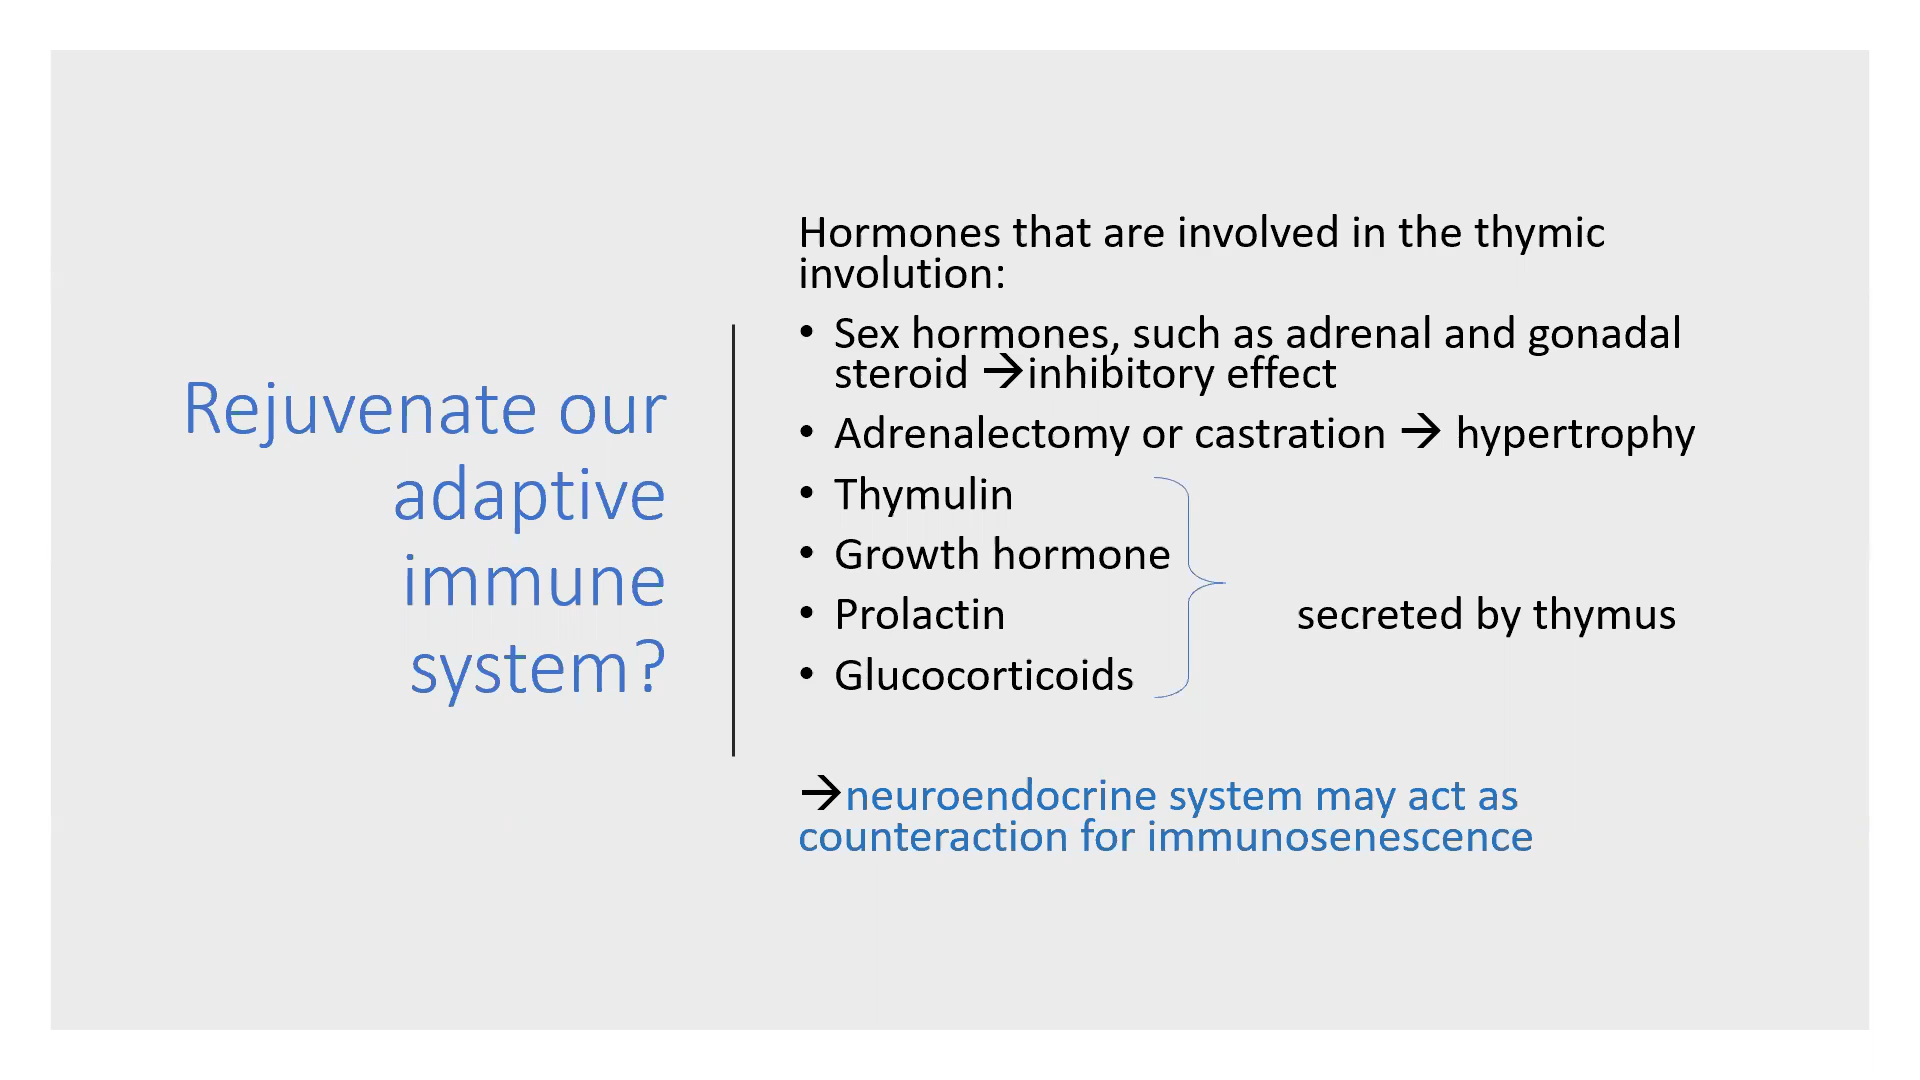 Rejuvenate our
adaptive
immune
system?
Hormones that are involved in the thymic
involution:
• Sex hormones, such as adrenal and gonadal
steroid →inhibitory effect
• Adrenalectomy or castration → hypertrophy
• Thymulin
• Growth hormone
• Prolactin
secreted by thymus
• Glucocorticoids
→neuroendocrine system may act as
counteraction for immunosenescence